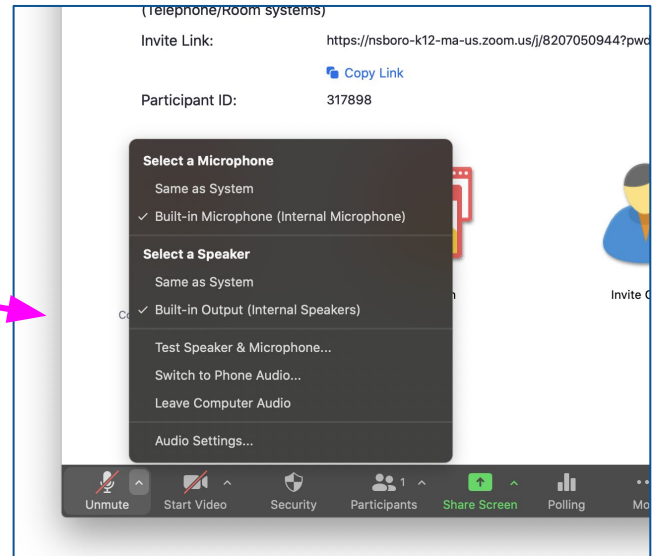 (Telephone/Room systems)
Invite Link: https://nsboro-k12-ma-us.zoom.us/j/8207050944?pwd
Copy Link
Participant ID: 317898
Select a Microphone
Same as System
✓ Built-in Microphone (Internal Microphone)
Select a Speaker
Same as System
Invite
✓ Built-in Output (Internal Speakers)
Test Speaker & Microphone...
Switch to Phone Audio...
Leave Computer Audio
Audio Settings...
1
Unmute Start Video Security Participants Share Screen Polling